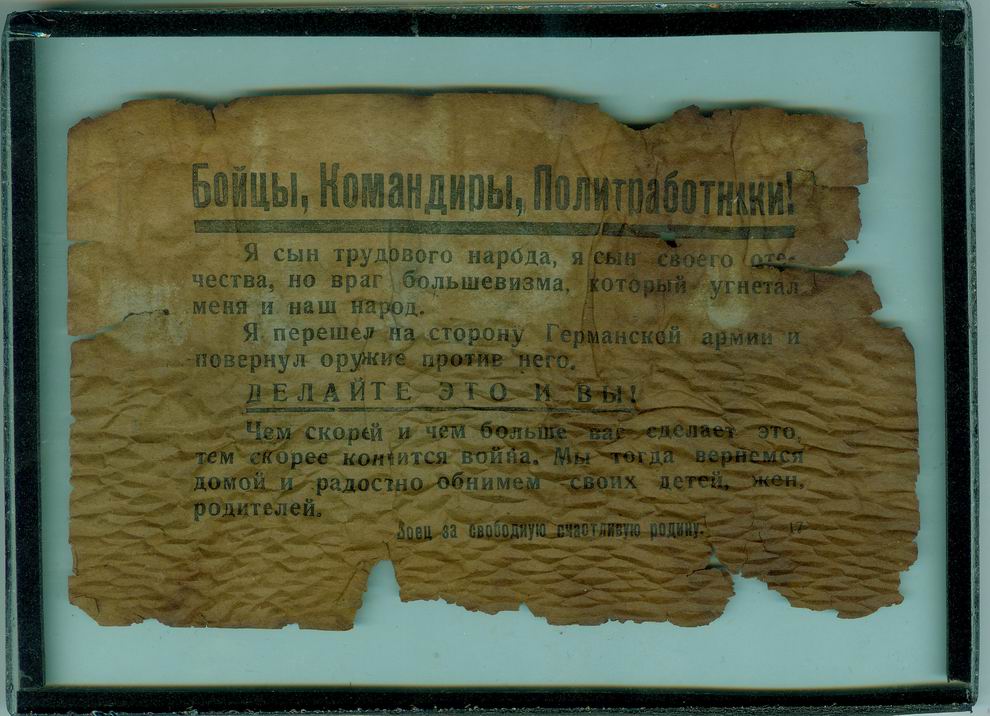 Бойцы, Командиры, Политработники!
Я сын трудового народа, я сын своего оте-
чества, но враг большевизма, который угнетал
меня и наш народ.
Я перешел на сторону Германской армии и
повернул оружие против него.
ДЕЛАЙТЕ ЭТО И ВЫ!
Чем скорей и чем больше вас сделает это,
тем скорее кончится война. Мы тогда вернемся
домой и радостно обнимем своих детей, жен,
родителей.
Боец за свободную счастливую родину.
17